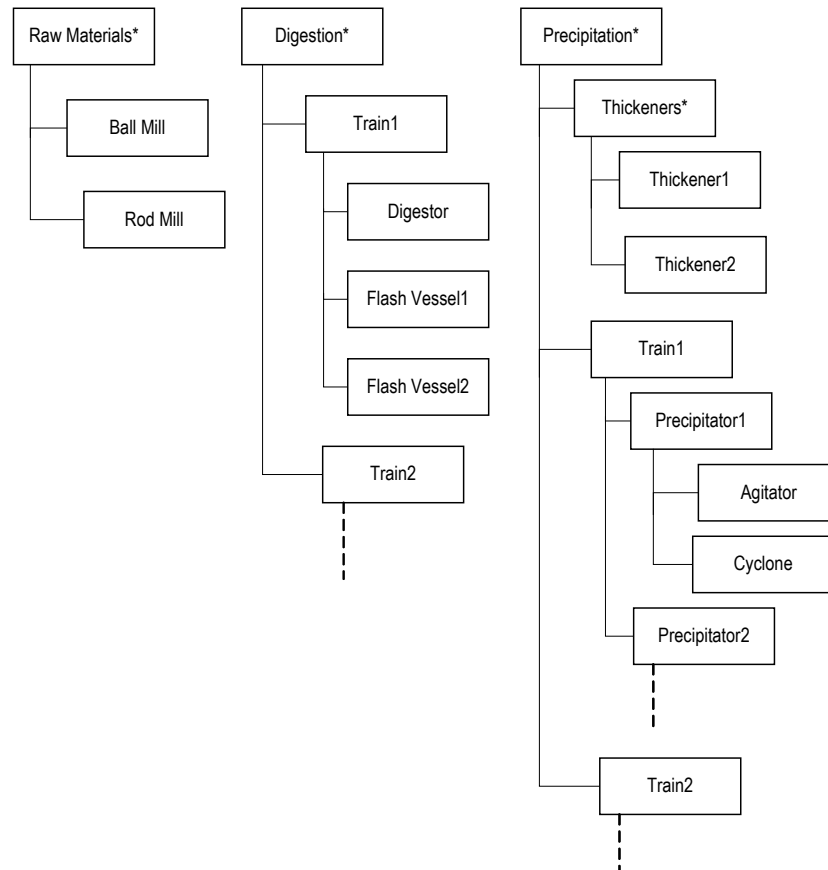 Raw Materials*
Ball Mill
Rod Mill
Digestion*
Train1
Digestor
Flash Vessel1
Flash Vessel2
Train2
Precipitation*
Thickeners*
Thickener1
Thickener2
Train1
Precipitator1
Agitator
Cyclone
Precipitator2
Train2